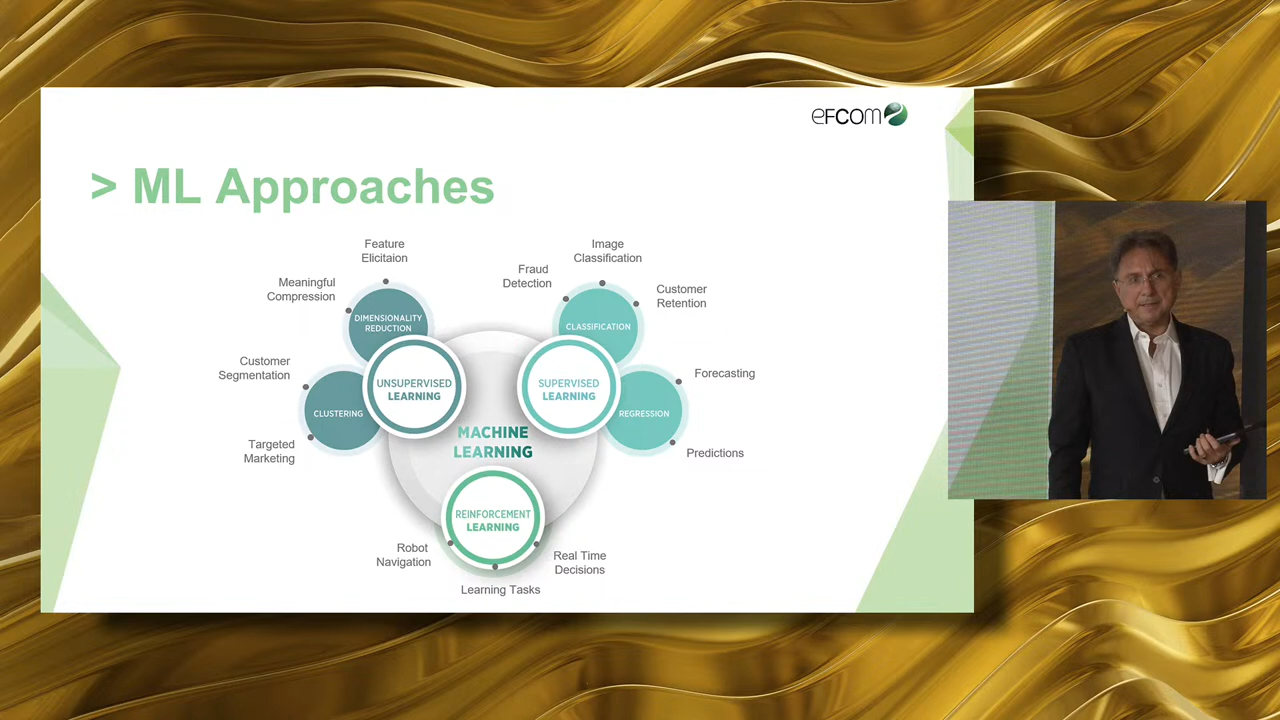 eFCOM
> ML Approaches
Feature
Elicitaion
Meaningful
Compression
DIMENSIONALITY
REDUCTION
Customer
Segmentation
CLUSTERING
Targeted
Marketing
UNSUPERVISED
LEARNING
Image
Classification
Fraud
Detection
Customer
Retention
CLASSIFICATION
SUPERVISED
LEARNING
Forecasting
REGRESSION
Predictions
MACHINE
LEARNING
REINFORCEMENT
LEARNING
Robot
Navigation
Learning Tasks
Real Time
Decisions